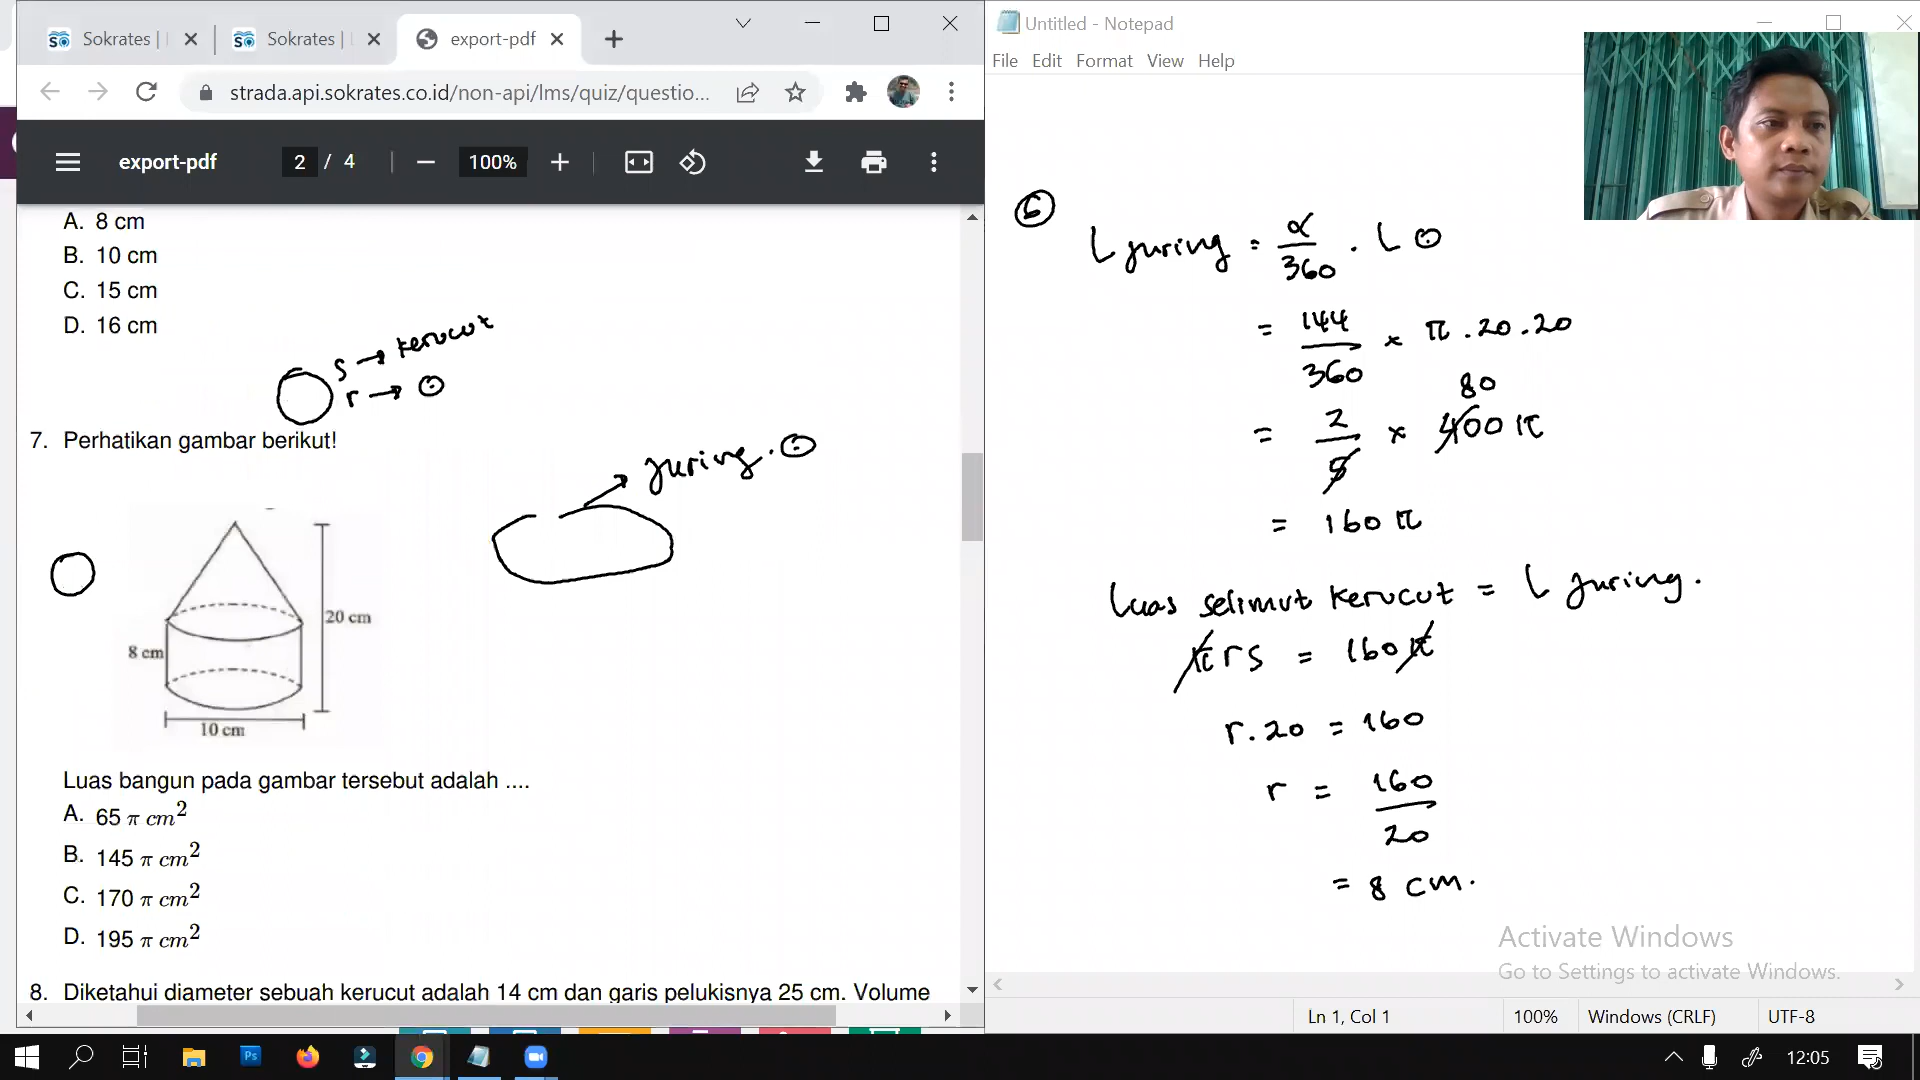 Sokrates |
Sokrates |
export-pdf
strada.api.sokrates.co.id/non-api/lms/quiz/questio...
export-pdf
2 / 4
100%
A. 8 cm
B. 10 cm
C. 15 cm
D. 16 cm
s → kerucut
r → ⊙
7. Perhatikan gambar berikut!
juring . ⊙
20 cm
8 cm
10 cm
Luas bangun pada gambar tersebut adalah ....
A. 65 π cm²
B. 145 π cm²
C. 170 π cm²
D. 195 π cm²
8. Diketahui diameter sebuah kerucut adalah 14 cm dan garis pelukisnya 25 cm. Volume
Untitled - Notepad
File Edit Format View Help
6
L juring = α/360 . L ⊙
= 144/360 × π . 20 . 20
80
= 2/5 × 400 π
= 160 π
Luas selimut kerucut = L juring.
π r s = 160 π
r . 20 = 160
r = 160/20
= 8 cm.
Activate Windows
Go to Settings to activate Windows.
Ln 1, Col 1
100%
Windows (CRLF)
UTF-8
Ps
12:05